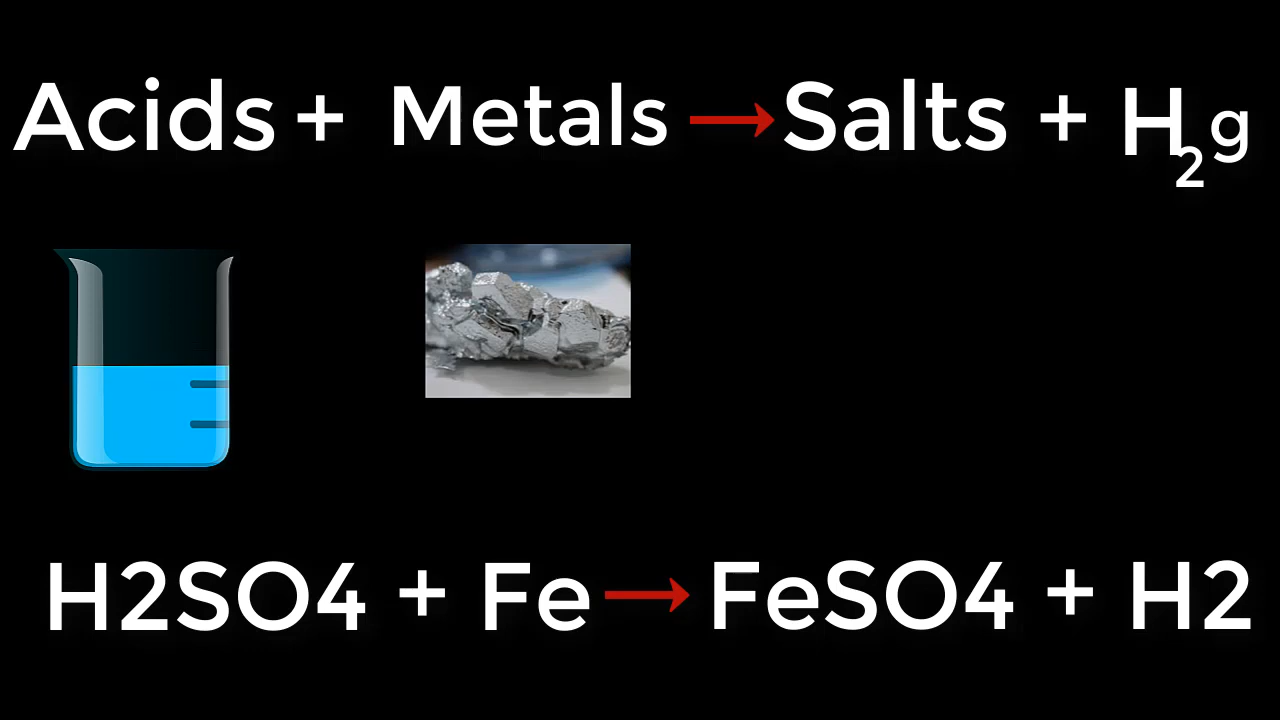 Acids + Metals → Salts + H₂g
H2SO4 + Fe → FeSO4 + H2